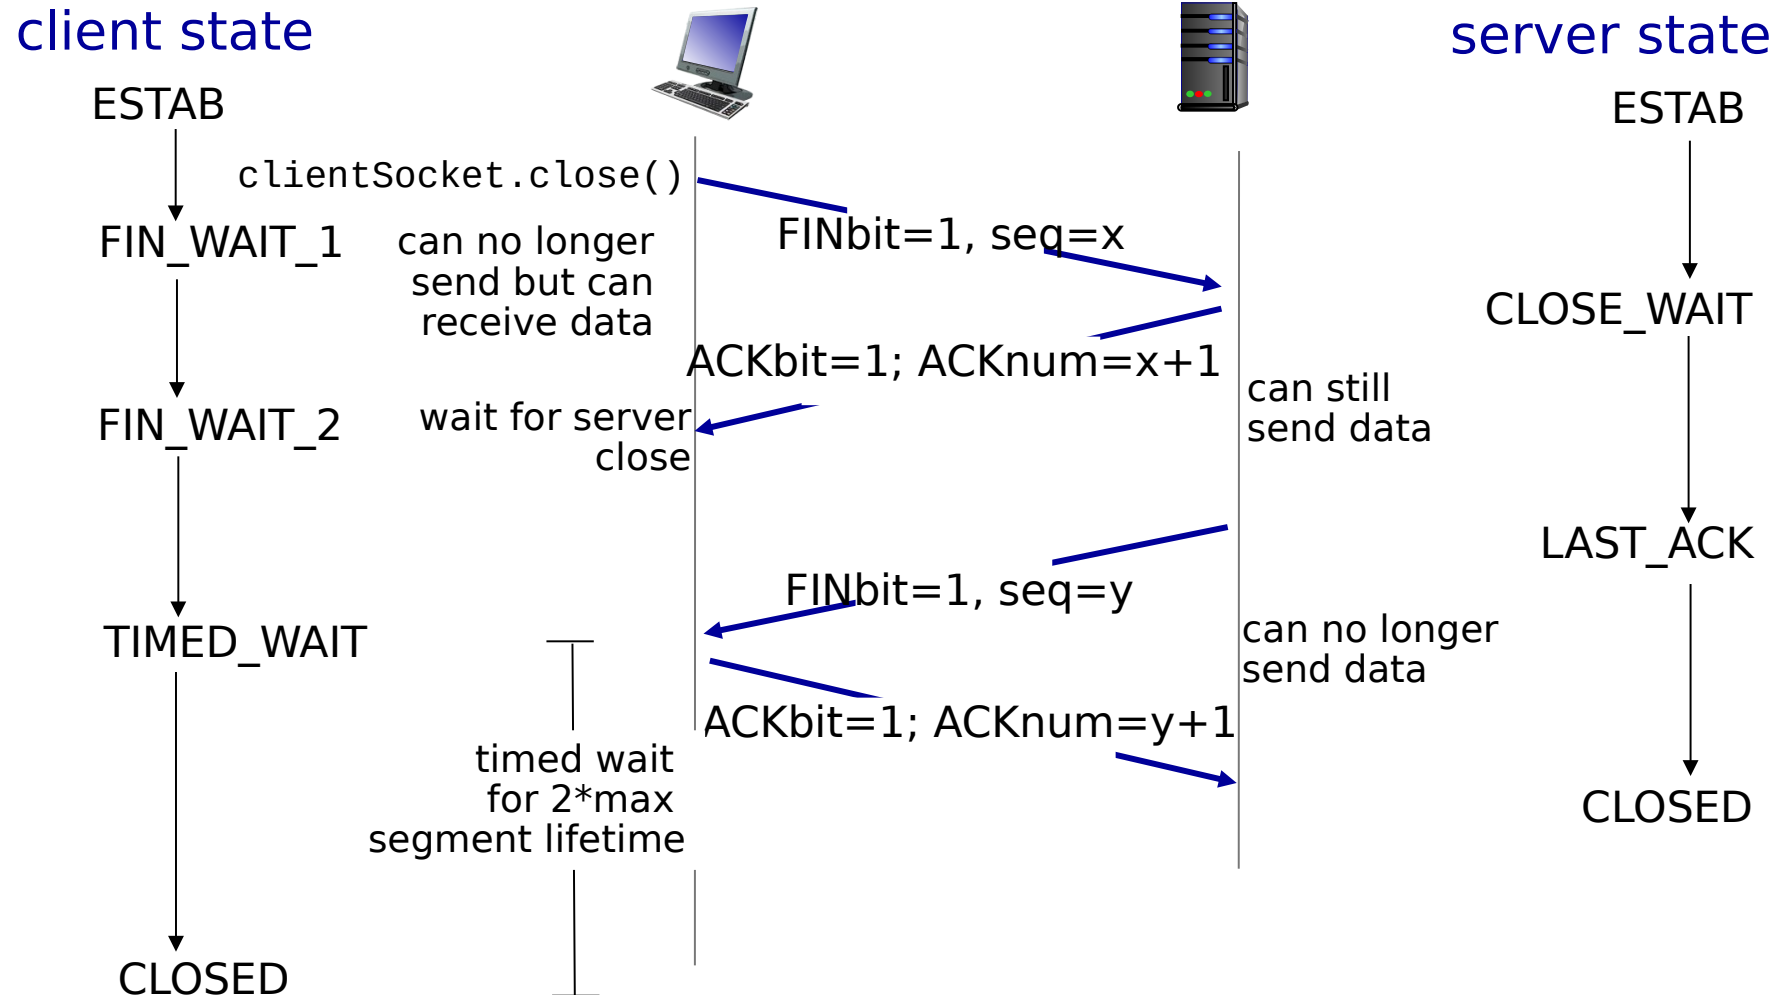 client state
server state
ESTAB
ESTAB
clientSocket.close()
FIN_WAIT_1
can no longer
send but can
receive data
FINbit=1, seq=x
CLOSE_WAIT
ACKbit=1; ACKnum=x+1
can still
send data
FIN_WAIT_2
wait for server
close
LAST_ACK
FINbit=1, seq=y
can no longer
send data
TIMED_WAIT
ACKbit=1; ACKnum=y+1
timed wait
for 2*max
segment lifetime
CLOSED
CLOSED